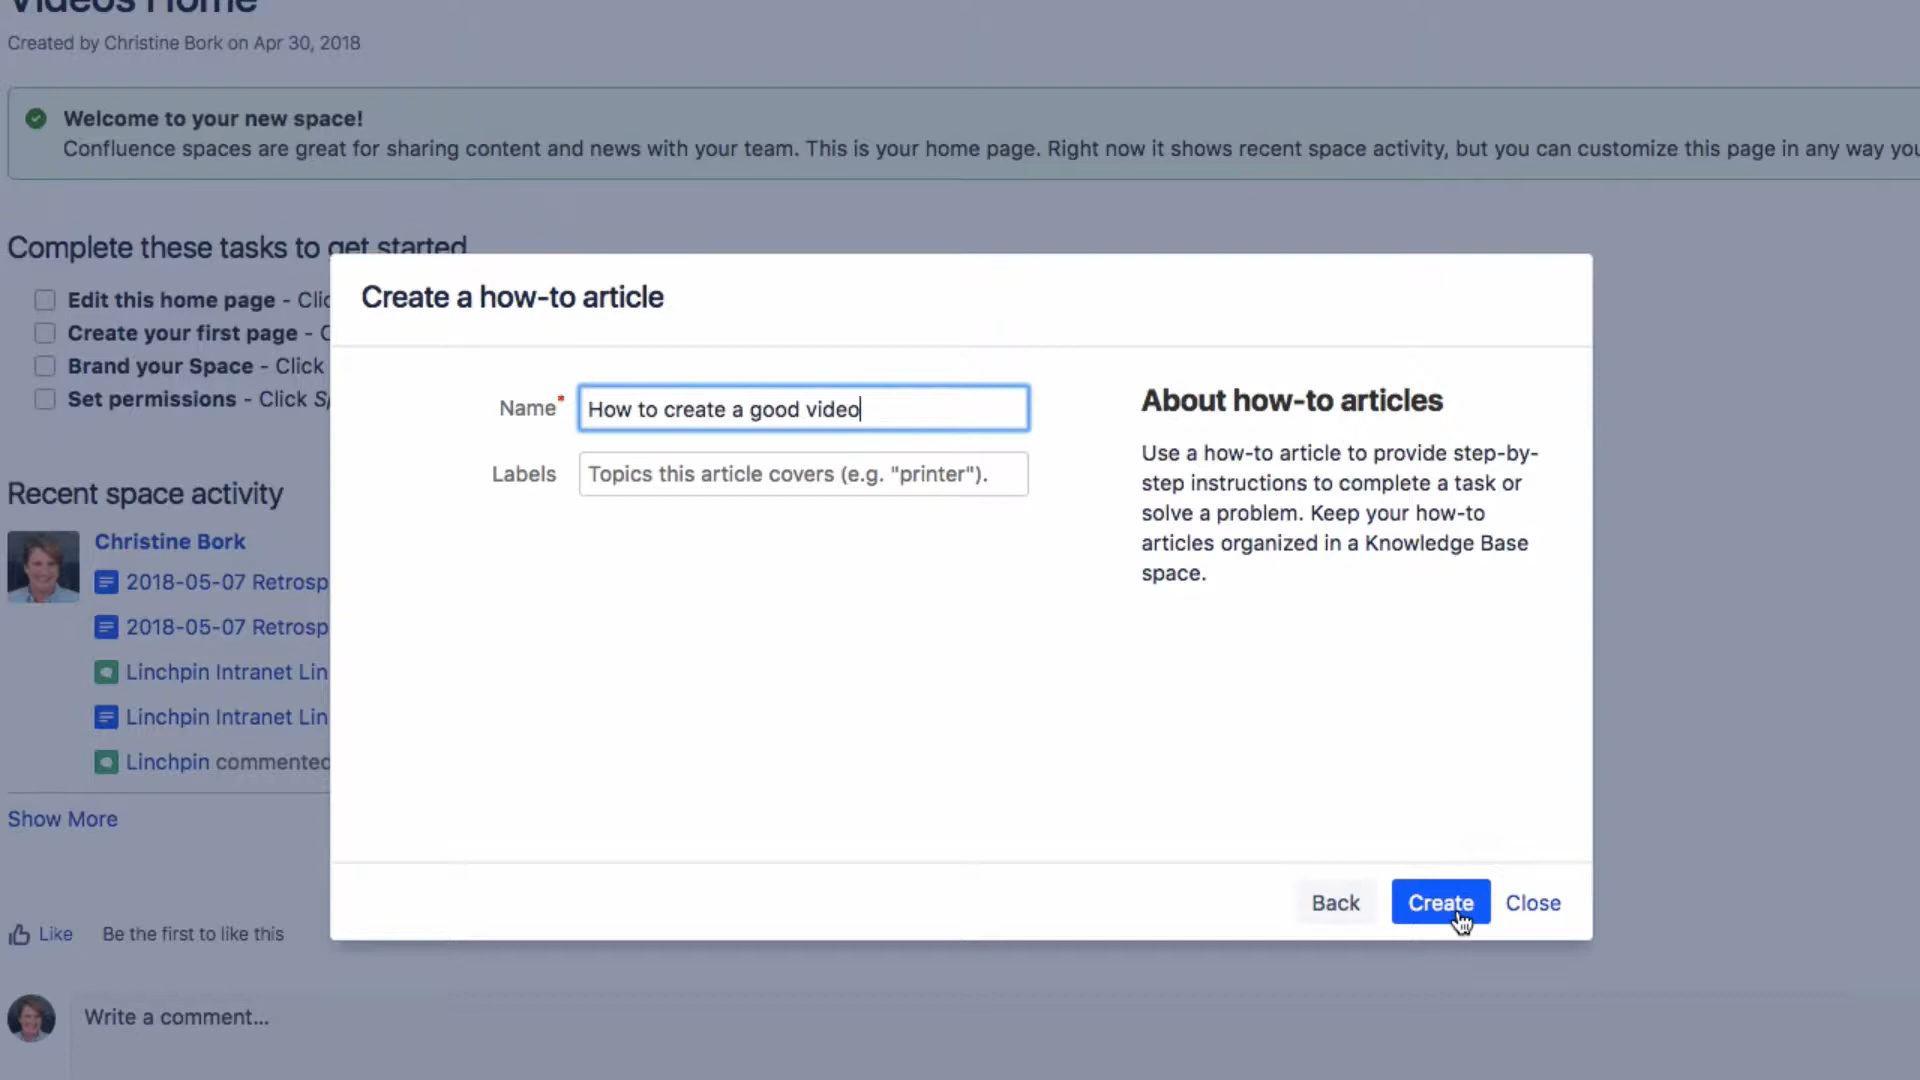 Videos Home
Created by Christine Bork on Apr 30, 2018
Welcome to your new space!
Confluence spaces are great for sharing content and news with your team. This is your home page. Right now it shows recent space activity, but you can customize this page in any way you
Complete these tasks to get started
Edit this home page - Clic
Create your first page - C
Brand your Space - Click
Set permissions - Click S
Recent space activity
Christine Bork
2018-05-07 Retrosp
2018-05-07 Retrosp
Linchpin Intranet Lin
Linchpin Intranet Lin
Linchpin commented
Show More
Like Be the first to like this
Write a comment...
Create a how-to article
Name*
How to create a good video
Labels
Topics this article covers (e.g. "printer").
About how-to articles
Use a how-to article to provide step-by-
step instructions to complete a task or
solve a problem. Keep your how-to
articles organized in a Knowledge Base
space.
Back Create Close